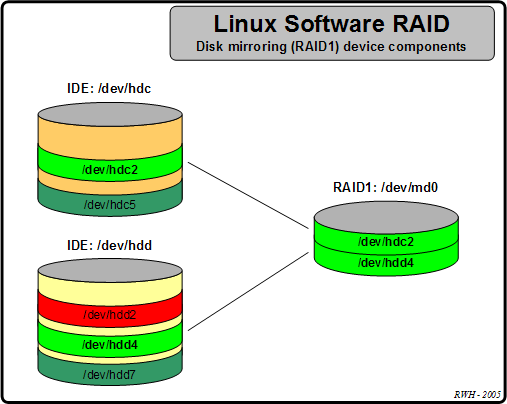 Linux Software RAID
Disk mirroring (RAID1) device components
IDE: /dev/hdc
/dev/hdc2
/dev/hdc5
IDE: /dev/hdd
/dev/hdd2
/dev/hdd4
/dev/hdd7
RAID1: /dev/md0
/dev/hdc2
/dev/hdd4
RWH - 2005